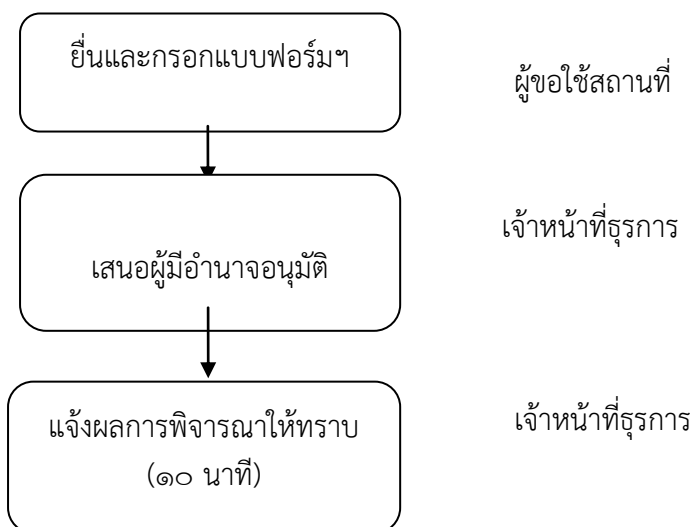 ยื่นและกรอกแบบฟอร์มฯ
ผู้ขอใช้สถานที่
เสนอผู้มีอำนาจอนุมัติ
เจ้าหน้าที่ธุรการ
แจ้งผลการพิจารณาให้ทราบ
(๑๐ นาที)
เจ้าหน้าที่ธุรการ